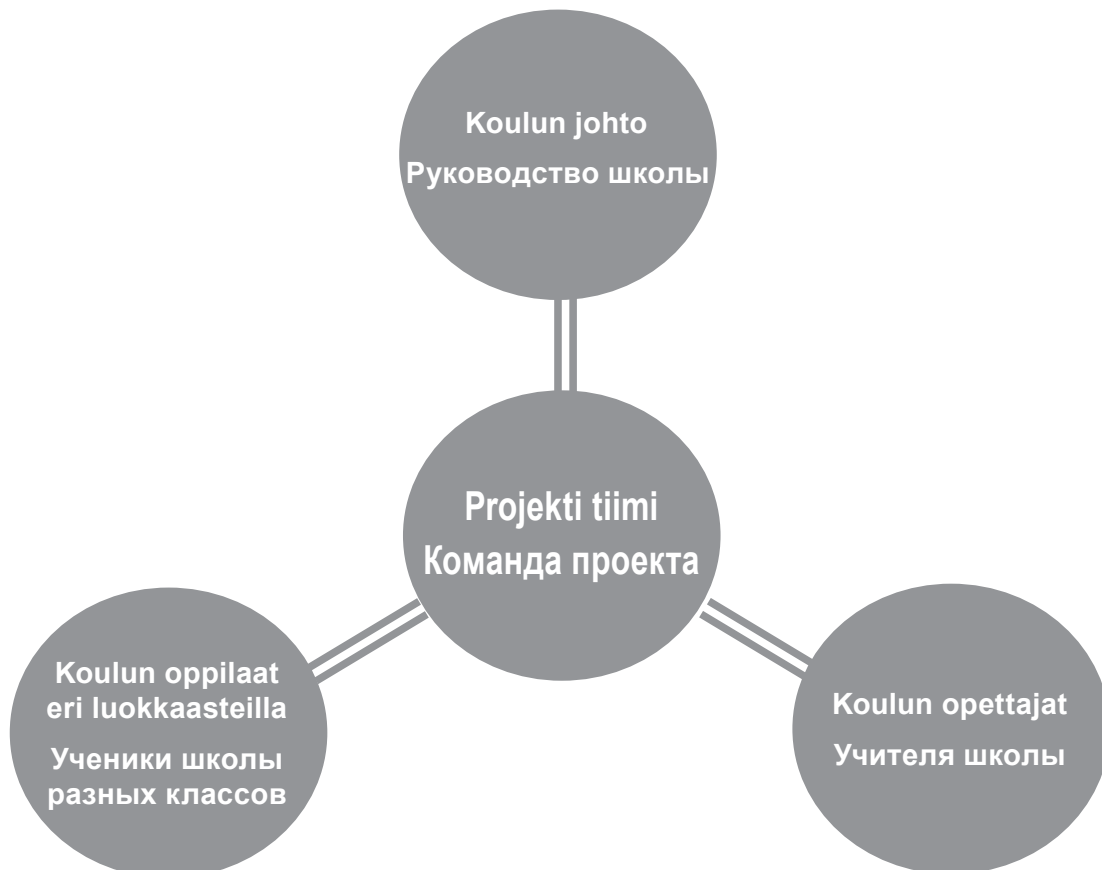 Koulun johto
Руководство школы
Projekti tiimi
Команда проекта
Koulun oppilaat
eri luokkaasteilla
Ученики школы
разных классов
Koulun opettajat
Учителя школы